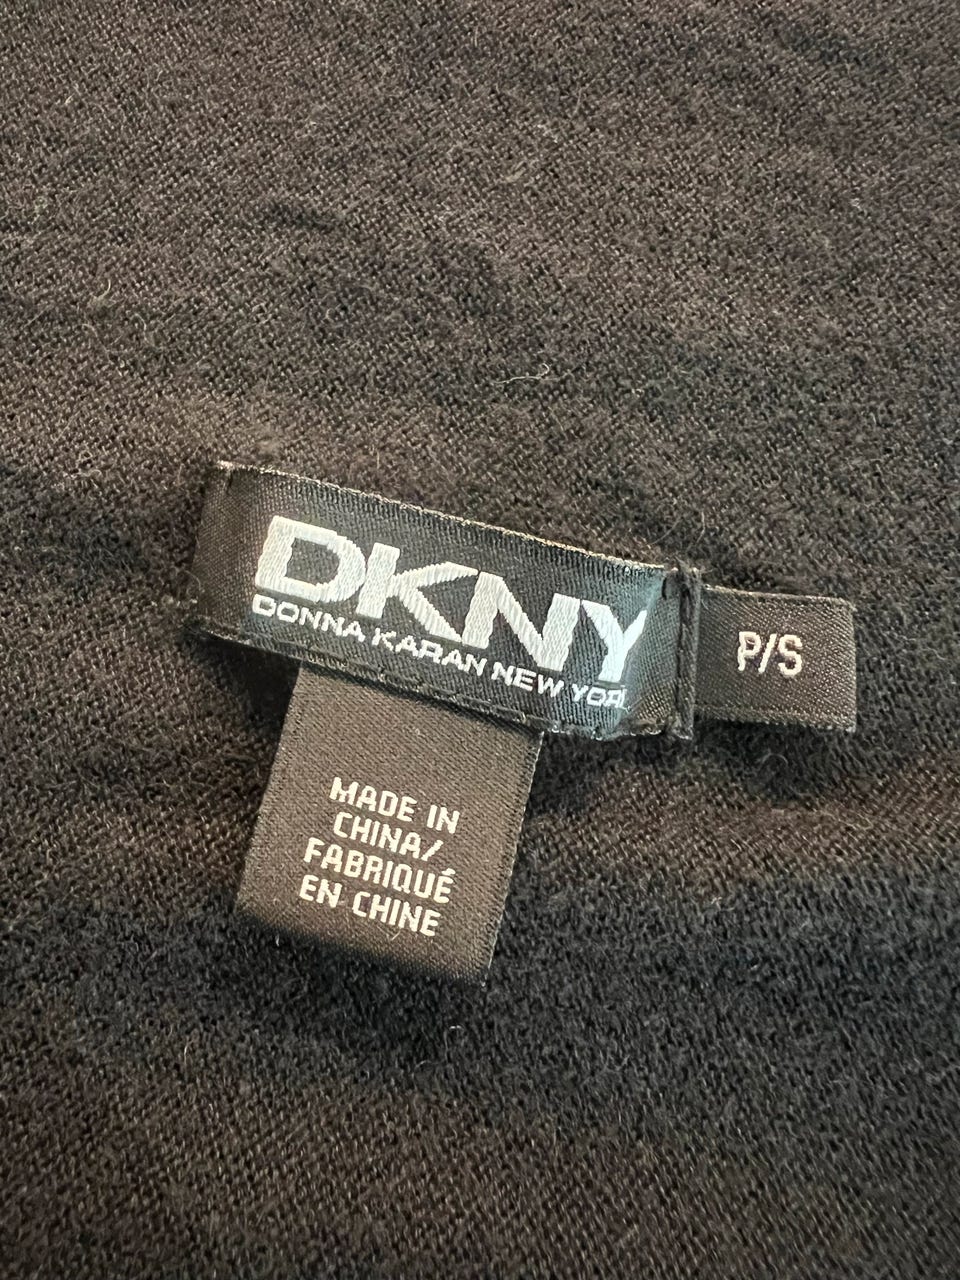 DKNY
DONNA KARAN NEW YORK
P/S
MADE IN
CHINA/
FABRIQUÉ
EN CHINE